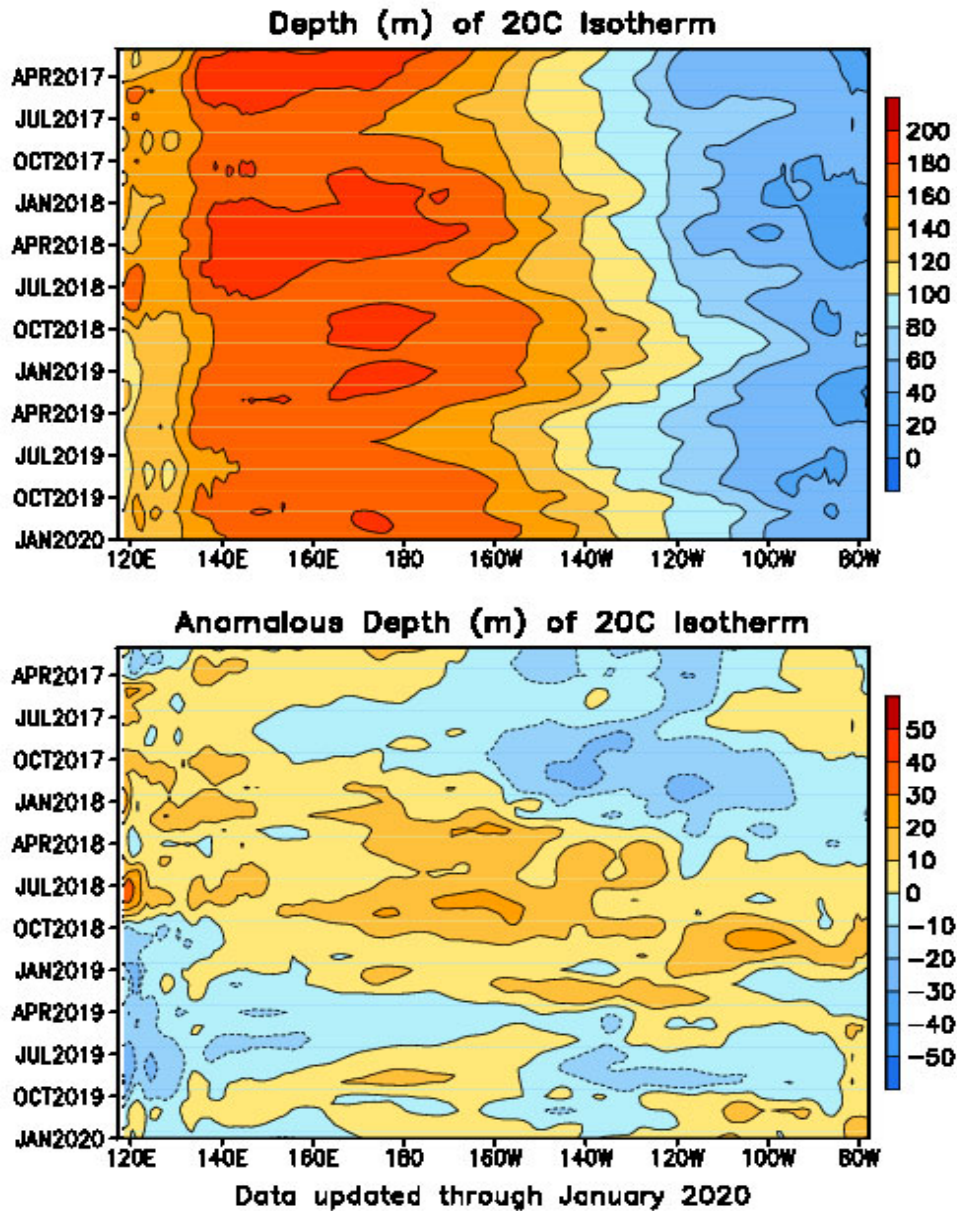 Depth (m) of 20C Isotherm
APR2017
JUL2017
OCT2017
JAN2018
APR2018
JUL2018
OCT2018
JAN2019
APR2019
JUL2019
OCT2019
JAN2020
120E 140E 160E 180 160W 140W 120W 100W 80W
200
180
160
140
120
100
80
60
40
20
0
Anomalous Depth (m) of 20C Isotherm
APR2017
JUL2017
OCT2017
JAN2018
APR2018
JUL2018
OCT2018
JAN2019
APR2019
JUL2019
OCT2019
JAN2020
120E 140E 160E 180 160W 140W 120W 100W 80W
50
40
30
20
10
0
-10
-20
-30
-40
-50
Data updated through January 2020